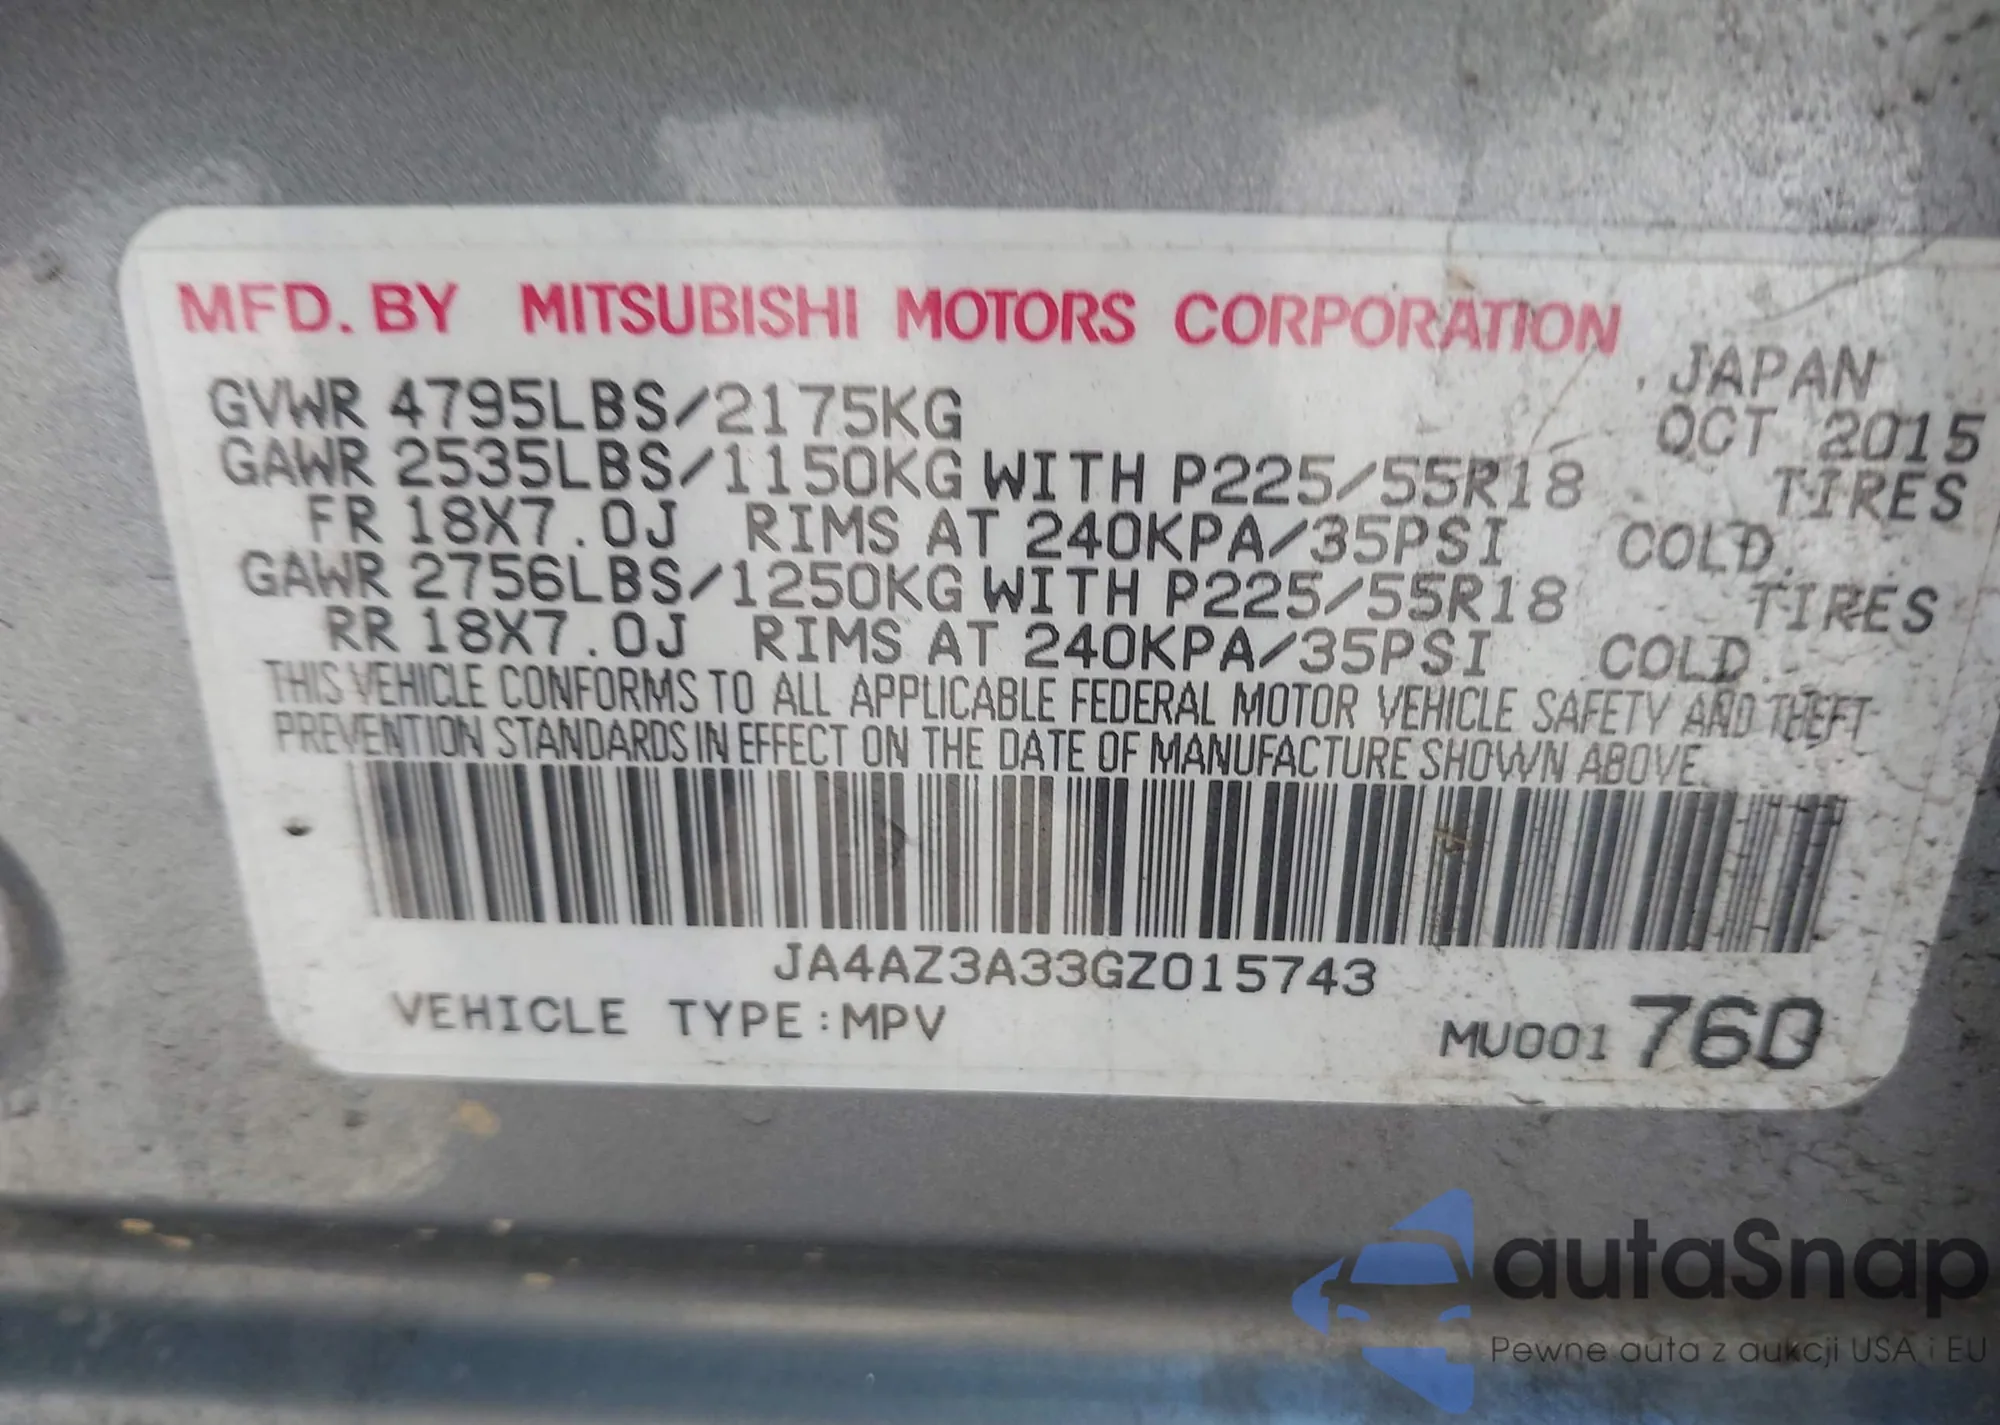 MFD. BY MITSUBISHI MOTORS CORPORATION
JAPAN
GVWR 4795LBS/2175KG OCT 2015
GAWR 2535LBS/1150KG WITH P225/55R18 TIRES
FR 18X7.0J RIMS AT 240KPA/35PSI COLD.
GAWR 2756LBS/1250KG WITH P225/55R18 TIRES
RR 18X7.0J RIMS AT 240KPA/35PSI COLD.
THIS VEHICLE CONFORMS TO ALL APPLICABLE FEDERAL MOTOR VEHICLE SAFETY AND THEFT
PREVENTION STANDARDS IN EFFECT ON THE DATE OF MANUFACTURE SHOWN ABOVE.
JA4AZ3A33GZ015743
VEHICLE TYPE:MPV
MU001 760
autaSnap
Pewne auta z aukcji USA i EU